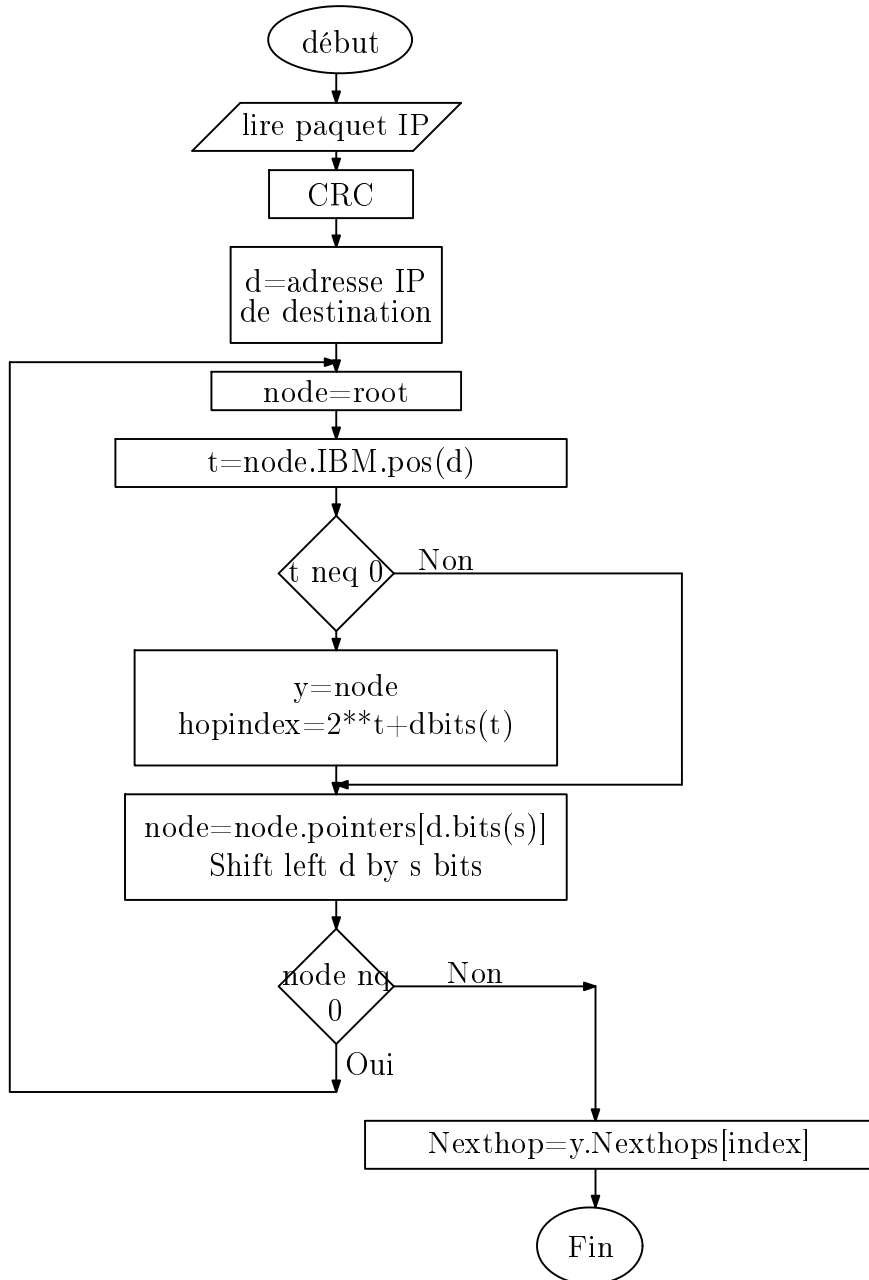 début
lire paquet IP
CRC
d=adresse IP
de destination
node=root
t=node.IBM.pos(d)
t neq 0
Non
y=node
hopindex=2**t+dbits(t)
node=node.pointers[d.bits(s)]
Shift left d by s bits
node nq
0
Non
Oui
Nexthop=y.Nexthops[index]
Fin